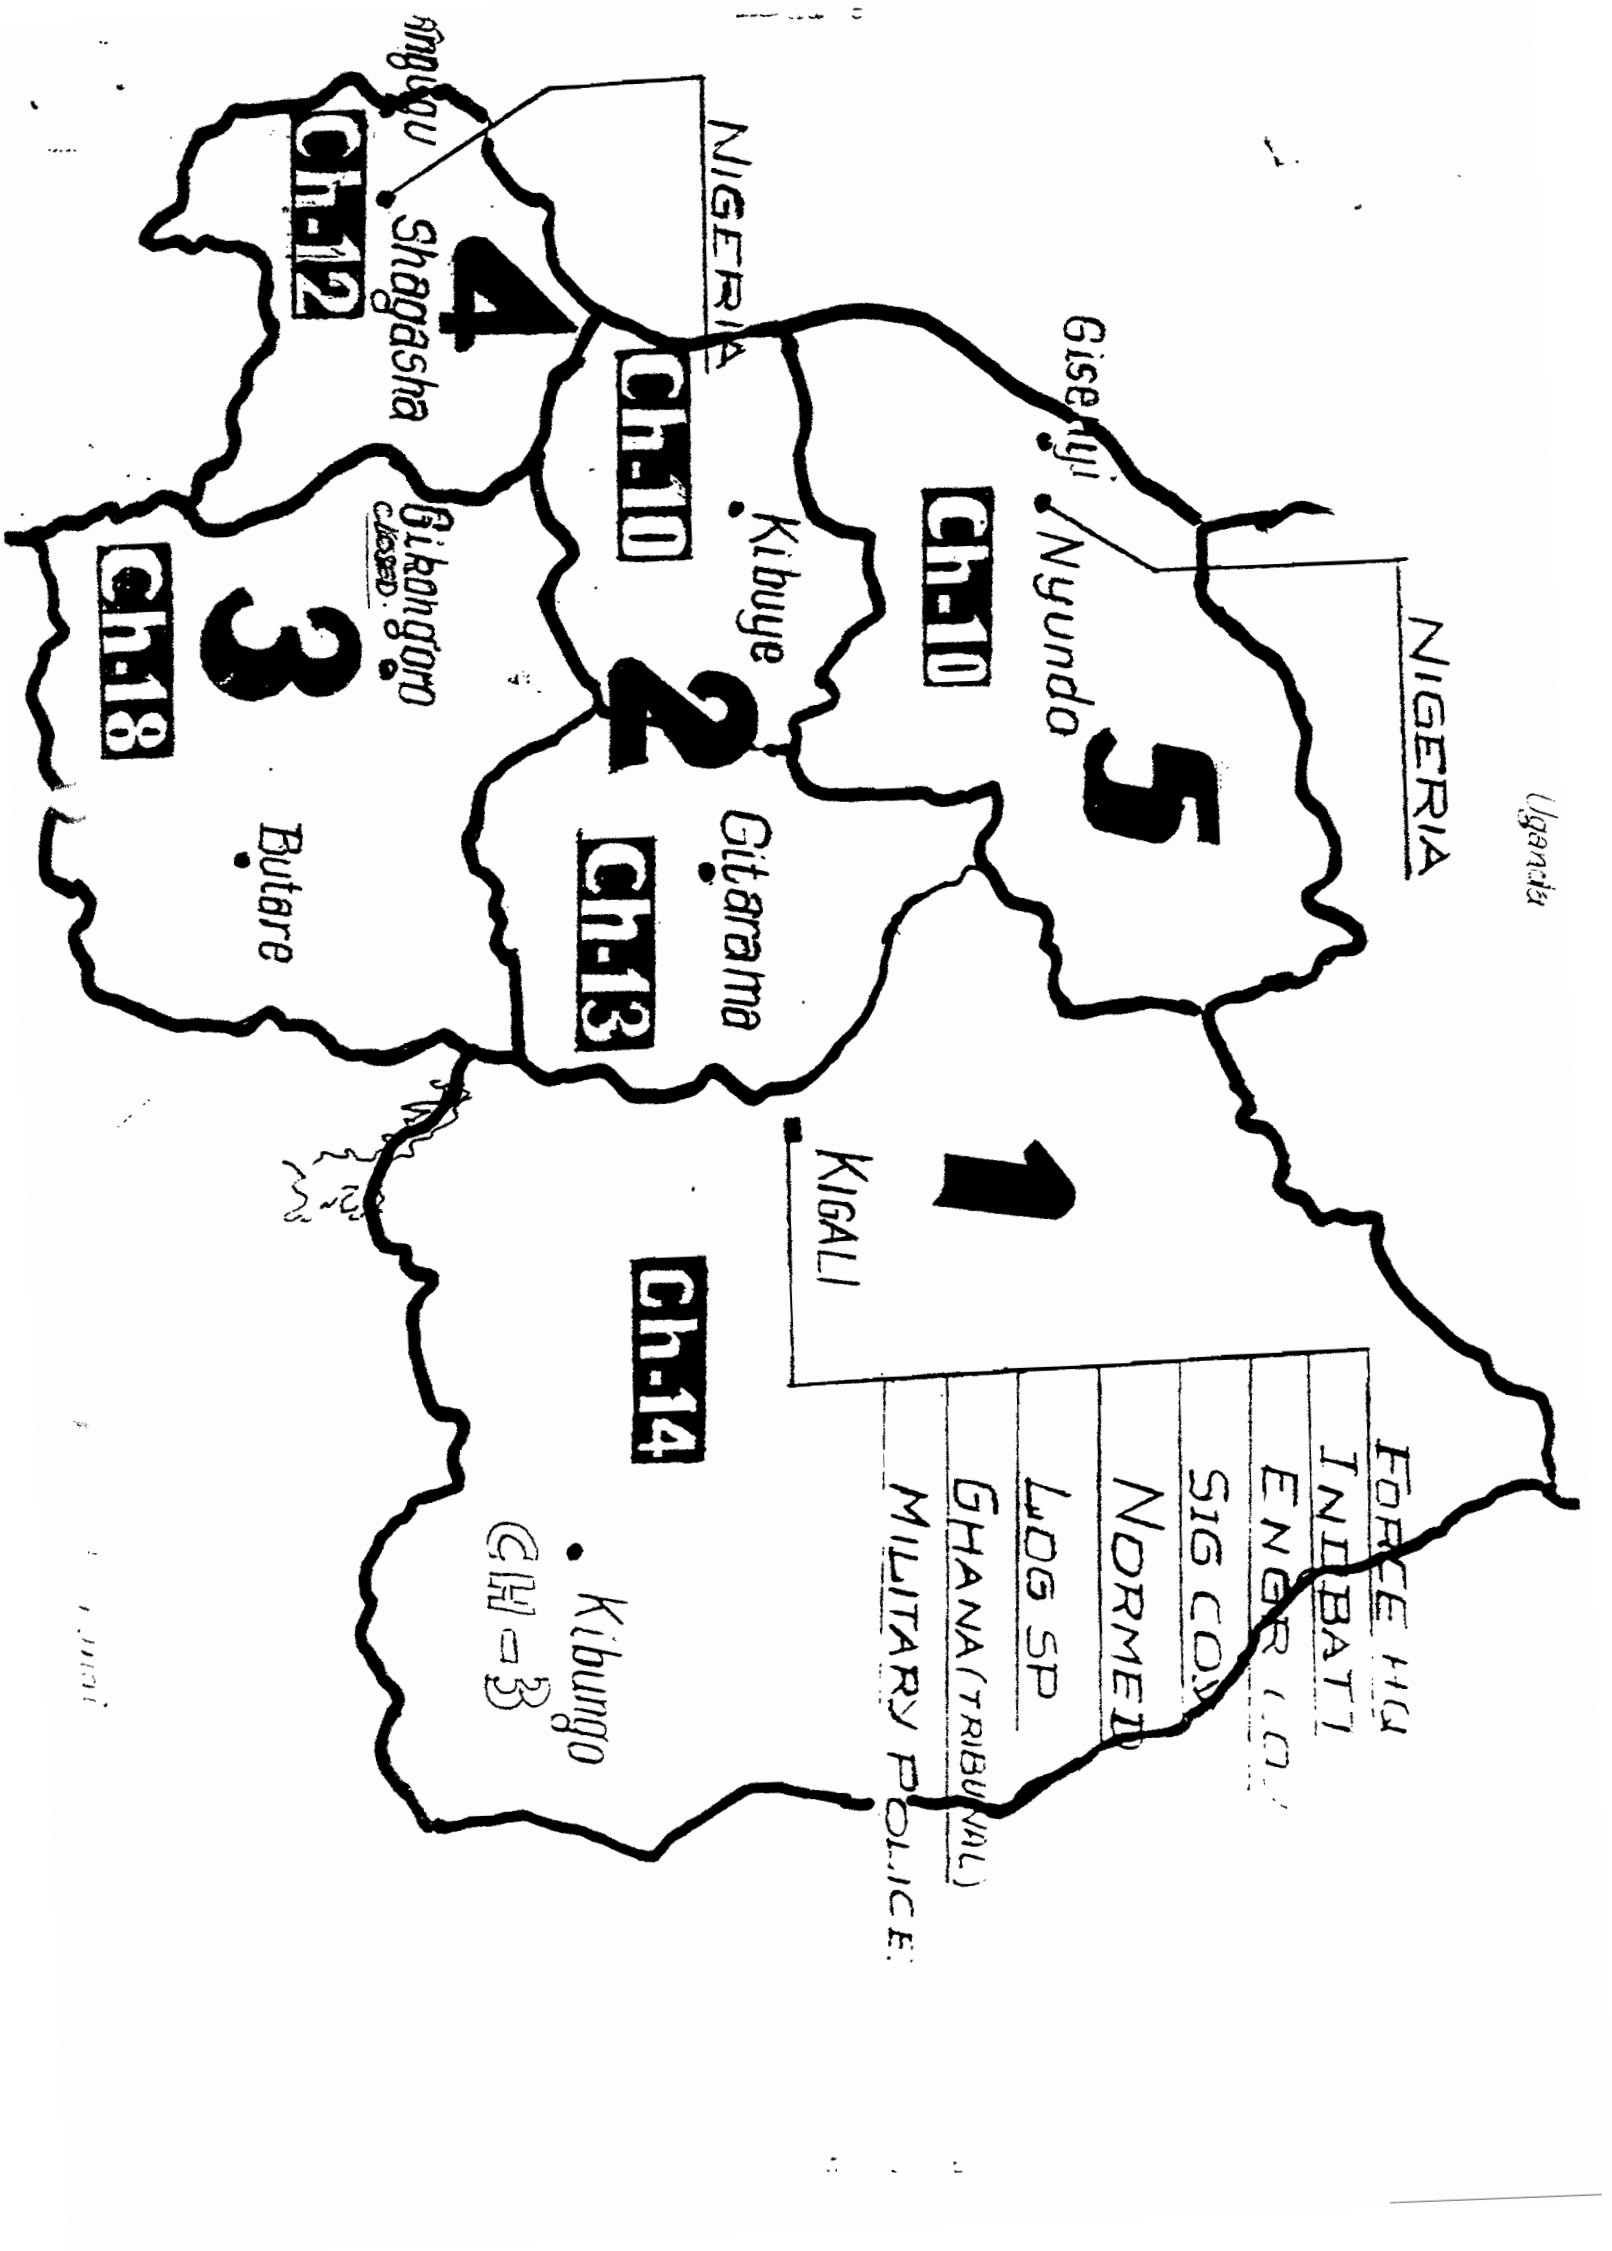 Uganda
NIGERIA
FORCE HQ
INDBATT
ENGR CO
SIG COY
NORMED
LOG SP
GHANA (TRIBUNAL)
MILITARY POLICE
5
Gisenyi
Nyundo
Ch-10
1
KIGALI
NIGERIA
Kibuye
2
Gitarama
Ch-10
Ch-13
Ch-14
Kibungo
CH-3
4
Shagasha
Ch-12
Gikongoro
CLOSED.
3
Butare
Ch-18